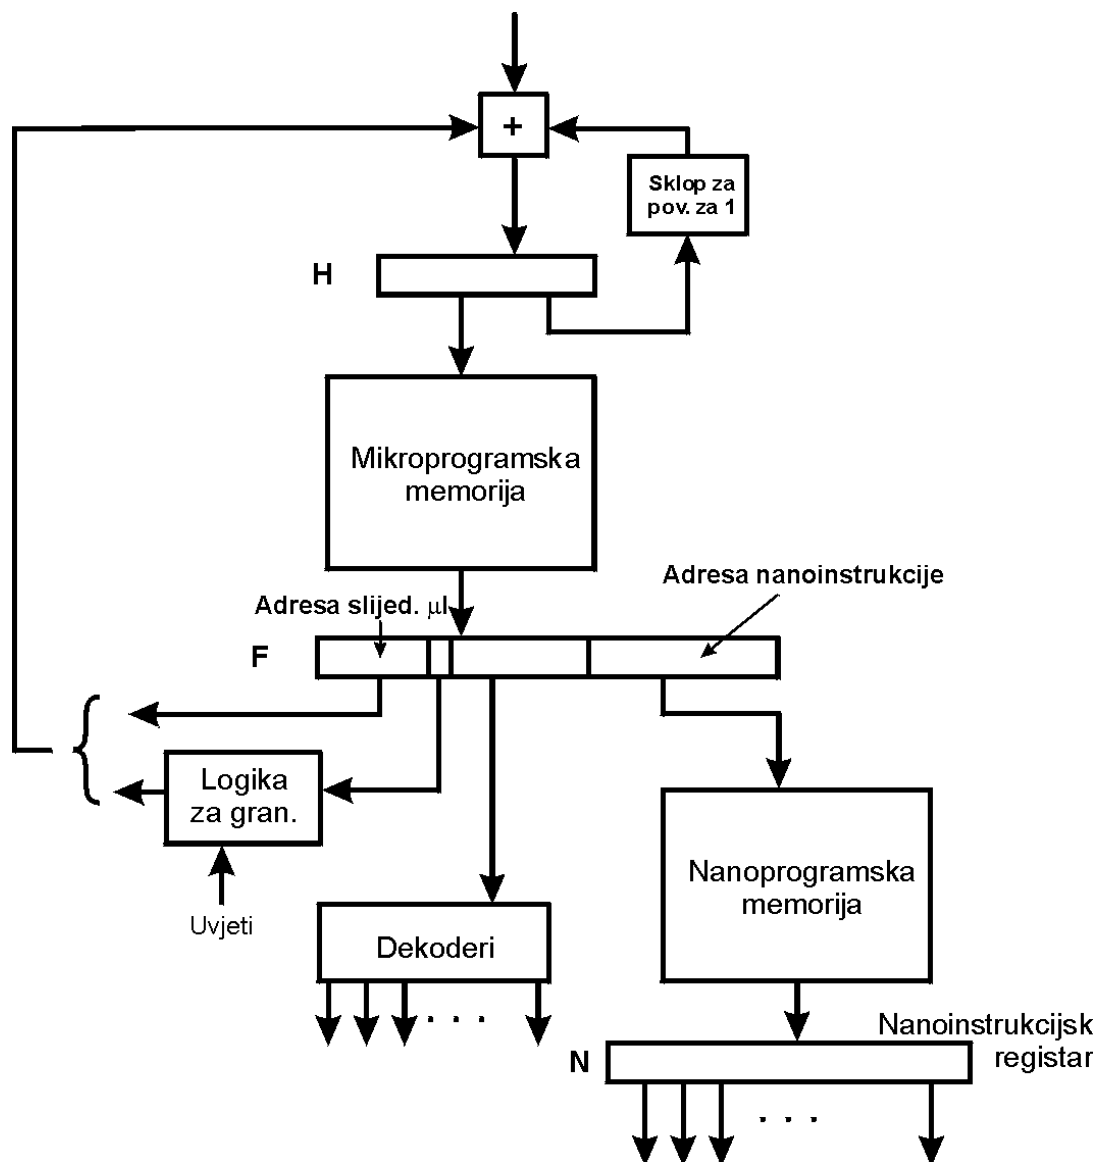 +
Sklop za
pov. za 1
H
Mikroprogramska
memorija
Adresa nanoinstrukcije
Adresa slijed. μI
F
Logika
za gran.
Uvjeti
Nanoprogramska
memorija
Dekoderi
. . .
Nanoinstrukcijsk
registar
N
. . .